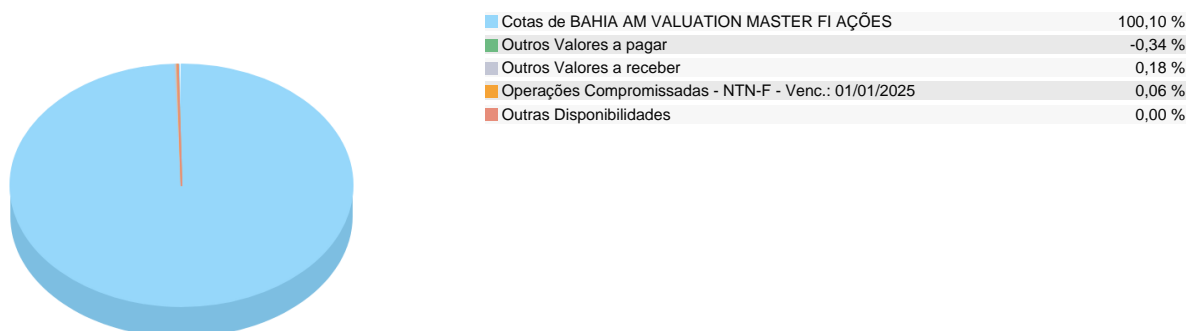 Cotas de BAHIA AM VALUATION MASTER FI AÇÕES 100,10 %
Outros Valores a pagar -0,34 %
Outros Valores a receber 0,18 %
Operações Compromissadas - NTN-F - Venc.: 01/01/2025 0,06 %
Outras Disponibilidades 0,00 %